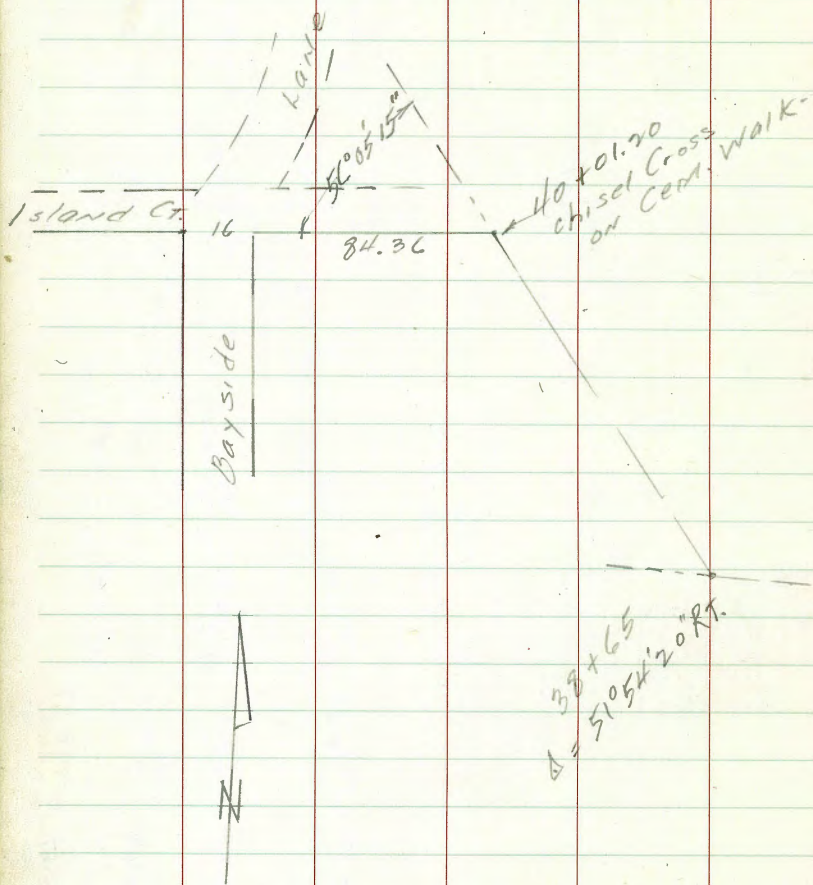 Lane
56° 05' 15"
40 + 01.20
chisel Cross
on Cem. Walk-
Island Ct.
16
84.36
Bayside
38 + 65
Δ = 51° 54' 20" RT.
N